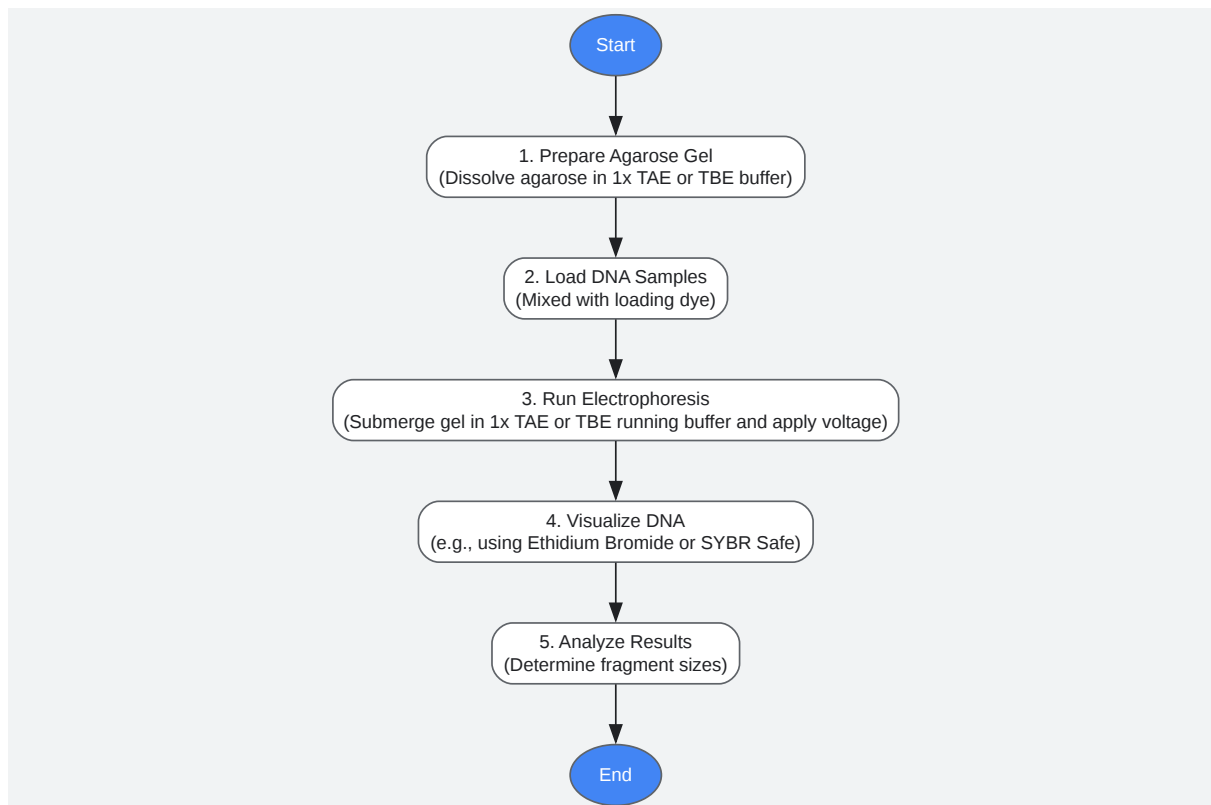 Start
1. Prepare Agarose Gel
(Dissolve agarose in 1x TAE or TBE buffer)
2. Load DNA Samples
(Mixed with loading dye)
3. Run Electrophoresis
(Submerge gel in 1x TAE or TBE running buffer and apply voltage)
4. Visualize DNA
(e.g., using Ethidium Bromide or SYBR Safe)
5. Analyze Results
(Determine fragment sizes)
End